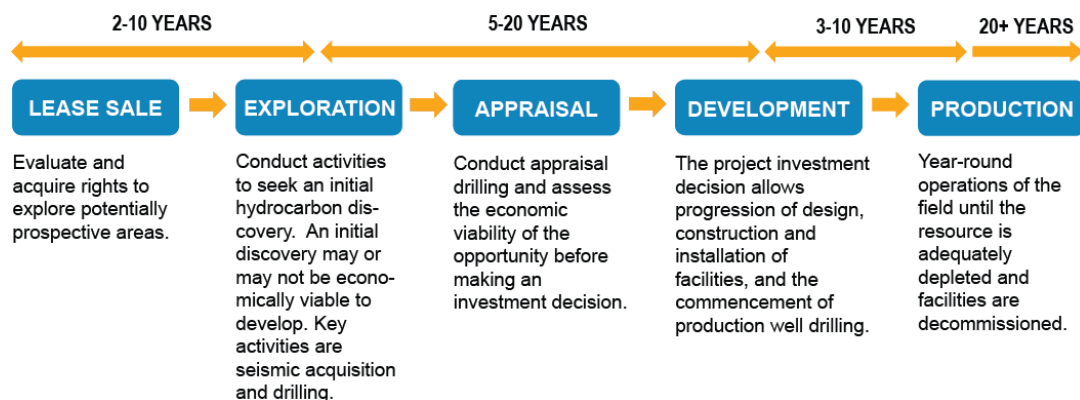 2-10 YEARS
5-20 YEARS
3-10 YEARS
20+ YEARS
LEASE SALE
EXPLORATION
APPRAISAL
DEVELOPMENT
PRODUCTION
Evaluate and
acquire rights to
explore potentially
prospective areas.
Conduct activities
to seek an initial
hydrocarbon dis-
covery. An initial
discovery may or
may not be econo-
mically viable to
develop. Key
activities are
seismic acquisition
and drilling.
Conduct appraisal
drilling and assess
the economic
viability of the
opportunity before
making an
investment decision.
The project investment
decision allows
progression of design,
construction and
installation of
facilities, and the
commencement of
production well drilling.
Year-round
operations of the
field until the
resource is
adequately
depleted and
facilities are
decommissioned.